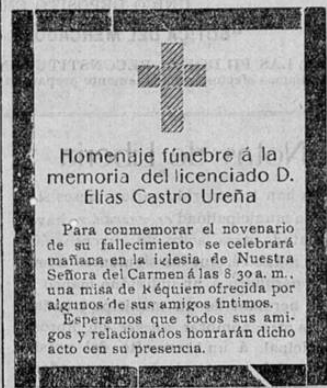 Homenaje fúnebre á la
memoria del licenciado D.
Elías Castro Ureña
Para conmemorar el novenario
de su fallecimiento se celebrará
mañana en la iglesia de Nuestra
Señora del Carmen á las 8.30 a. m.,
una misa de Réquiem ofrecida por
algunos de sus amigos íntimos.
Esperamos que todos sus ami-
gos y relacionados honrarán dicho
acto cen su presencia.